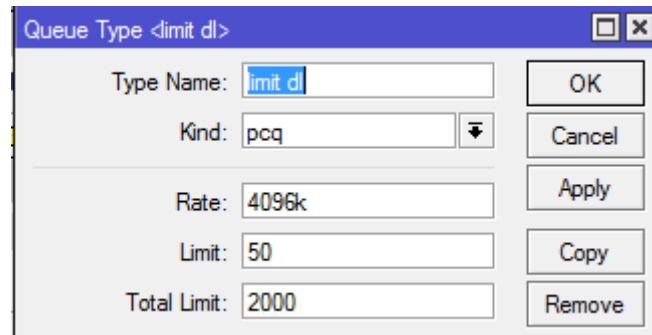 Queue Type <limit dl>
Type Name: limit dl
OK
Kind: pcq
Cancel
Apply
Rate: 4096k
Limit: 50
Copy
Total Limit: 2000
Remove